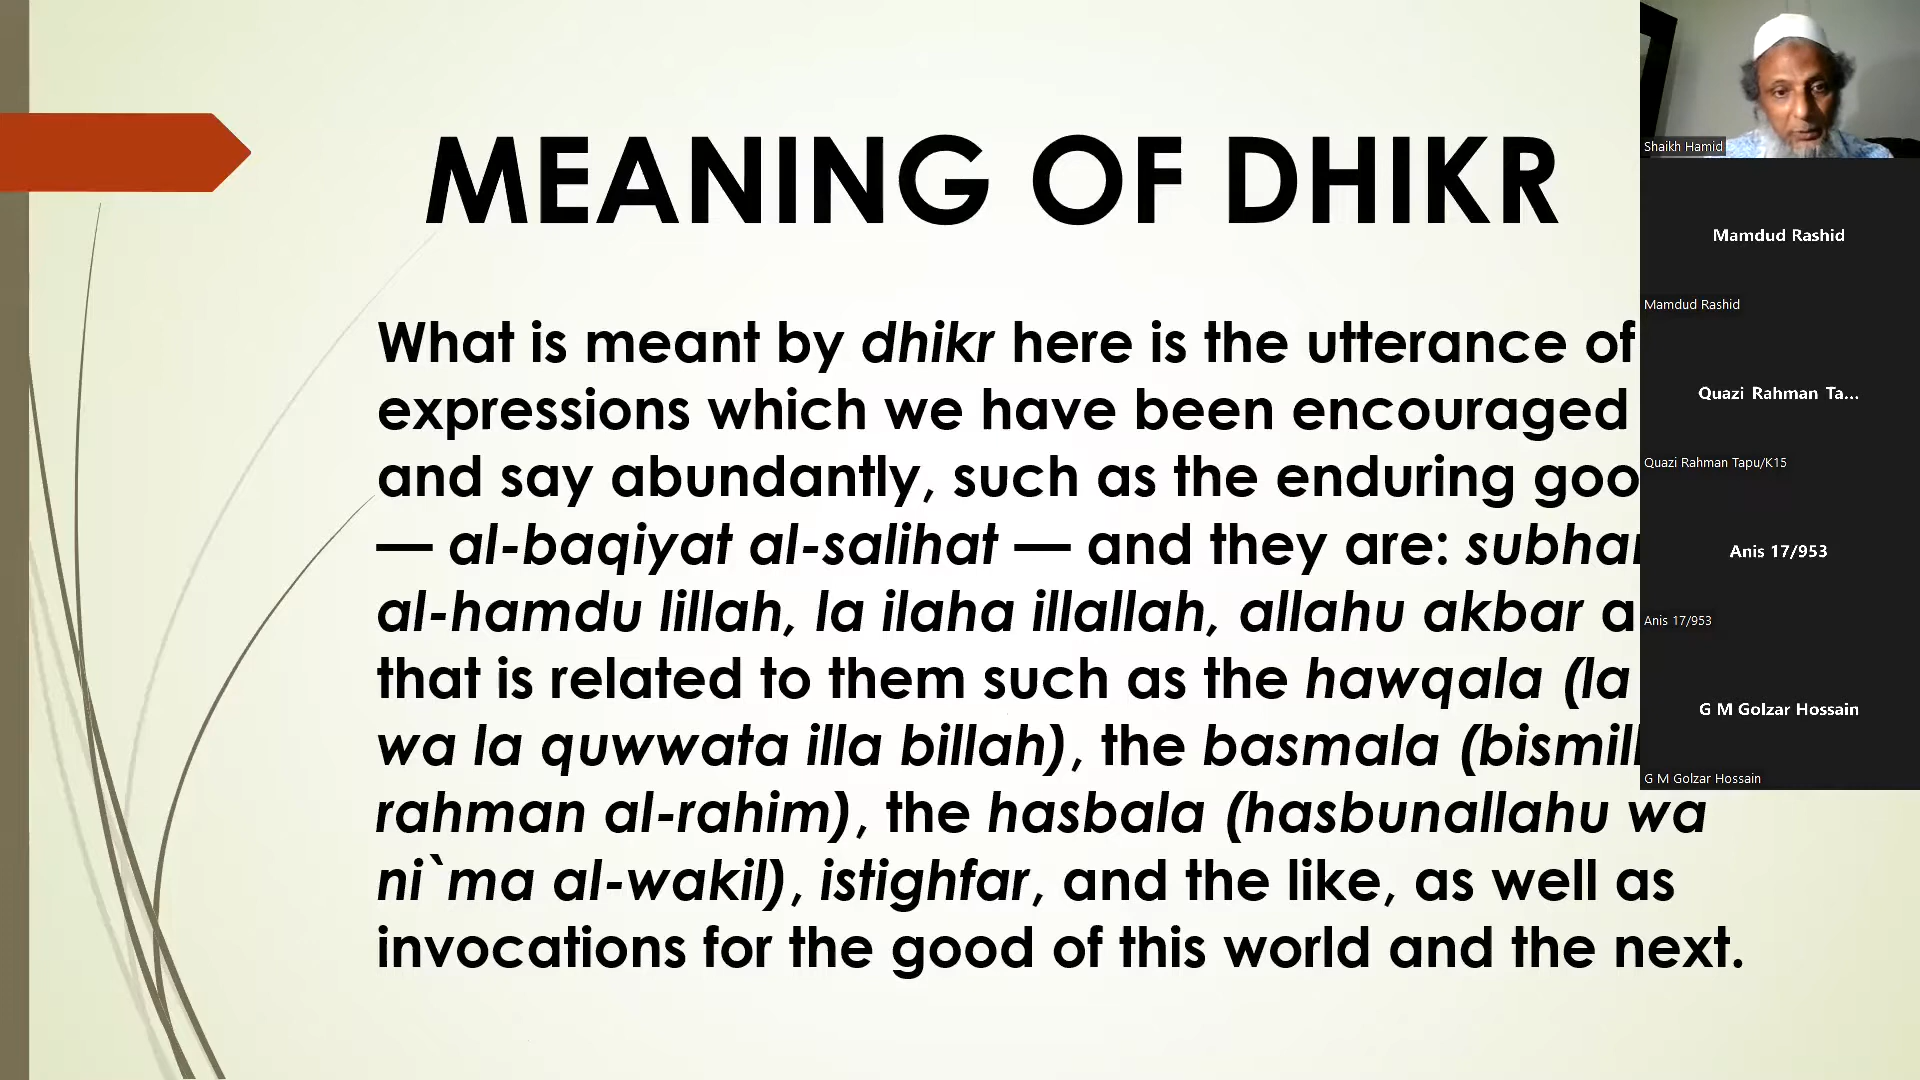 MEANING OF DHIKR
What is meant by dhikr here is the utterance of
expressions which we have been encouraged
and say abundantly, such as the enduring goo
— al-baqiyat al-salihat — and they are: subha
al-hamdu lillah, la ilaha illallah, allahu akbar a
that is related to them such as the hawqala (la
wa la quwwata illa billah), the basmala (bismill
rahman al-rahim), the hasbala (hasbunallahu wa
ni`ma al-wakil), istighfar, and the like, as well as
invocations for the good of this world and the next.
Shaikh Hamid
Mamdud Rashid
Mamdud Rashid
Quazi Rahman Ta...
Quazi Rahman Tapu/K15
Anis 17/953
Anis 17/953
G M Golzar Hossain
G M Golzar Hossain